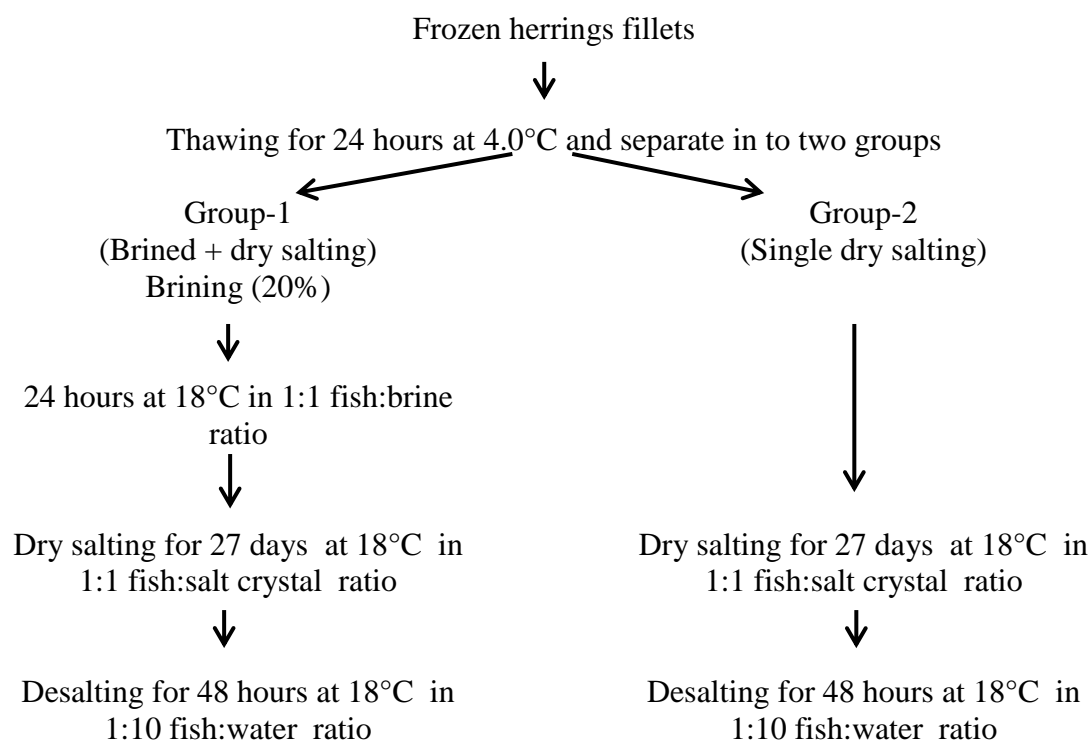 Frozen herrings fillets
Thawing for 24 hours at 4.0°C and separate in to two groups
Group-1
(Brined + dry salting)
Brining (20%)
24 hours at 18°C in 1:1 fish:brine
ratio
Dry salting for 27 days at 18°C in
1:1 fish:salt crystal ratio
Desalting for 48 hours at 18°C in
1:10 fish:water ratio
Group-2
(Single dry salting)
Dry salting for 27 days at 18°C in
1:1 fish:salt crystal ratio
Desalting for 48 hours at 18°C in
1:10 fish:water ratio